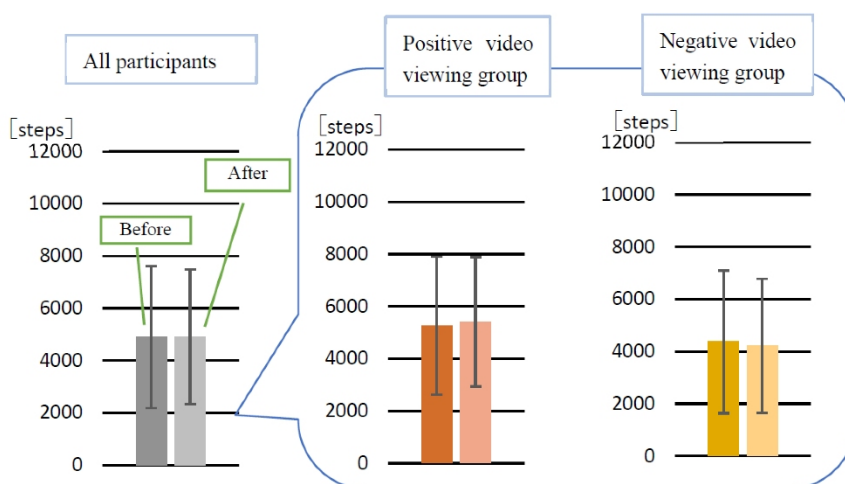 All participants
Positive video
viewing group
Negative video
viewing group
[steps]
12000
10000
8000
6000
4000
2000
0
Before
After
[steps]
12000
10000
8000
6000
4000
2000
0
[steps]
12000
10000
8000
6000
4000
2000
0